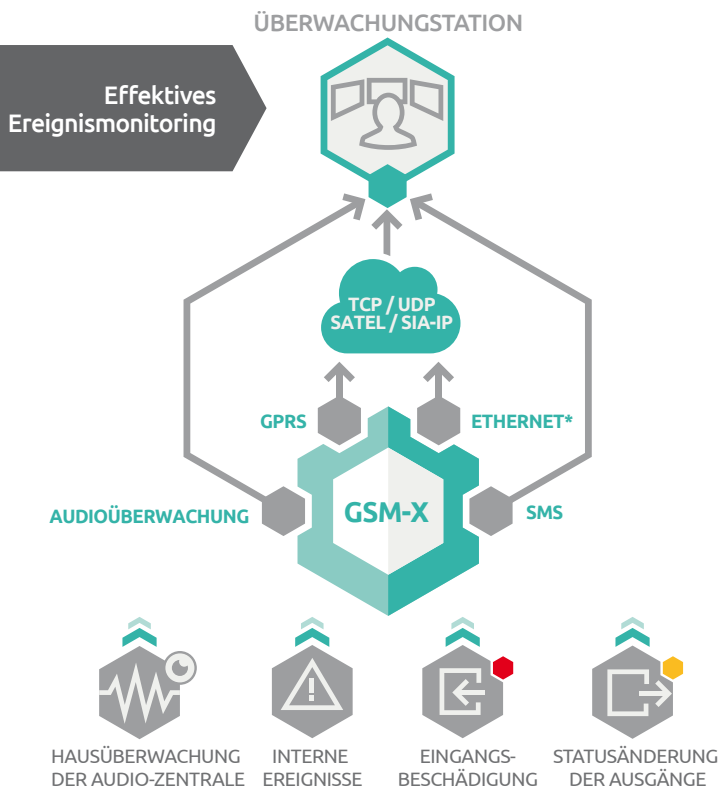 ÜBERWACHUNGSTATION
Effektives
Ereignismonitoring
TCP / UDP
SATEL / SIA-IP
GPRS
ETHERNET*
AUDIOÜBERWACHUNG
GSM-X
SMS
HAUSÜBERWACHUNG
DER AUDIO-ZENTRALE
INTERNE
EREIGNISSE
EINGANGS-
BESCHÄDIGUNG
STATUSÄNDERUNG
DER AUSGÄNGE